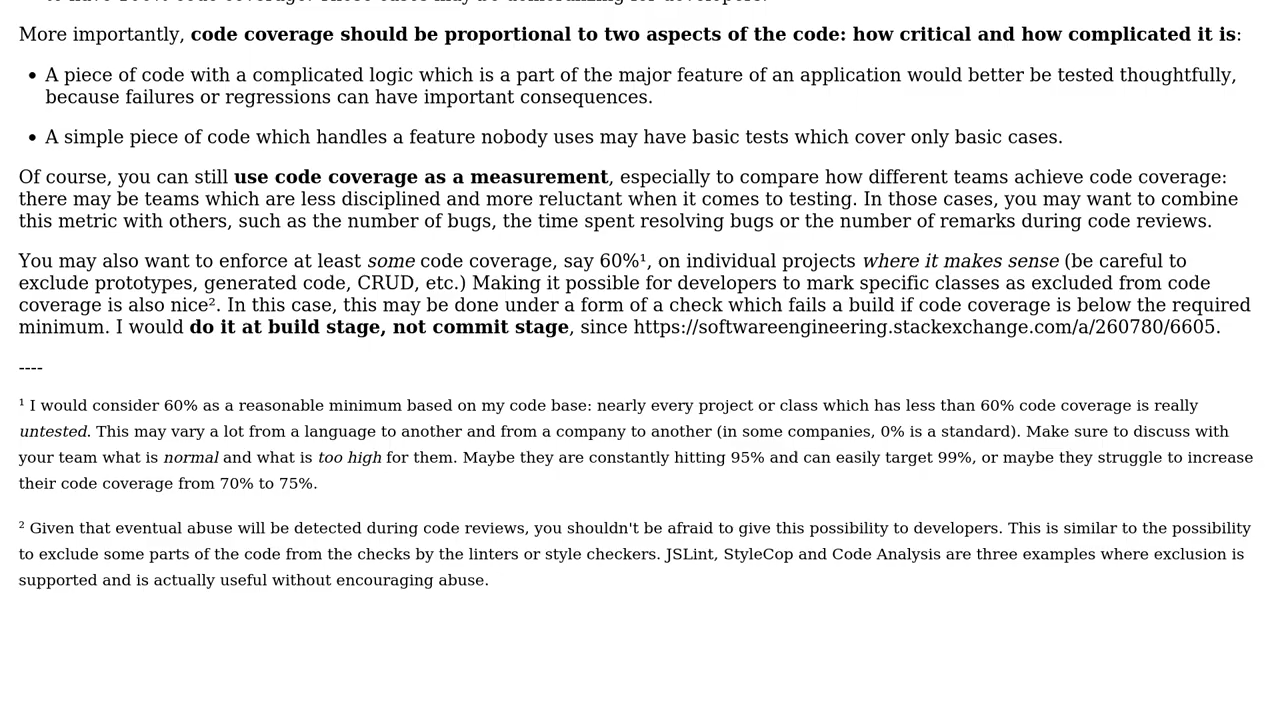 to have 100% code coverage. Those cases may be demoralizing for developers.
More importantly, code coverage should be proportional to two aspects of the code: how critical and how complicated it is:
• A piece of code with a complicated logic which is a part of the major feature of an application would better be tested thoughtfully,
because failures or regressions can have important consequences.
• A simple piece of code which handles a feature nobody uses may have basic tests which cover only basic cases.
Of course, you can still use code coverage as a measurement, especially to compare how different teams achieve code coverage:
there may be teams which are less disciplined and more reluctant when it comes to testing. In those cases, you may want to combine
this metric with others, such as the number of bugs, the time spent resolving bugs or the number of remarks during code reviews.
You may also want to enforce at least some code coverage, say 60%¹, on individual projects where it makes sense (be careful to
exclude prototypes, generated code, CRUD, etc.) Making it possible for developers to mark specific classes as excluded from code
coverage is also nice². In this case, this may be done under a form of a check which fails a build if code coverage is below the required
minimum. I would do it at build stage, not commit stage, since https://softwareengineering.stackexchange.com/a/260780/6605.
----
¹ I would consider 60% as a reasonable minimum based on my code base: nearly every project or class which has less than 60% code coverage is really
untested. This may vary a lot from a language to another and from a company to another (in some companies, 0% is a standard). Make sure to discuss with
your team what is normal and what is too high for them. Maybe they are constantly hitting 95% and can easily target 99%, or maybe they struggle to increase
their code coverage from 70% to 75%.
² Given that eventual abuse will be detected during code reviews, you shouldn't be afraid to give this possibility to developers. This is similar to the possibility
to exclude some parts of the code from the checks by the linters or style checkers. JSLint, StyleCop and Code Analysis are three examples where exclusion is
supported and is actually useful without encouraging abuse.